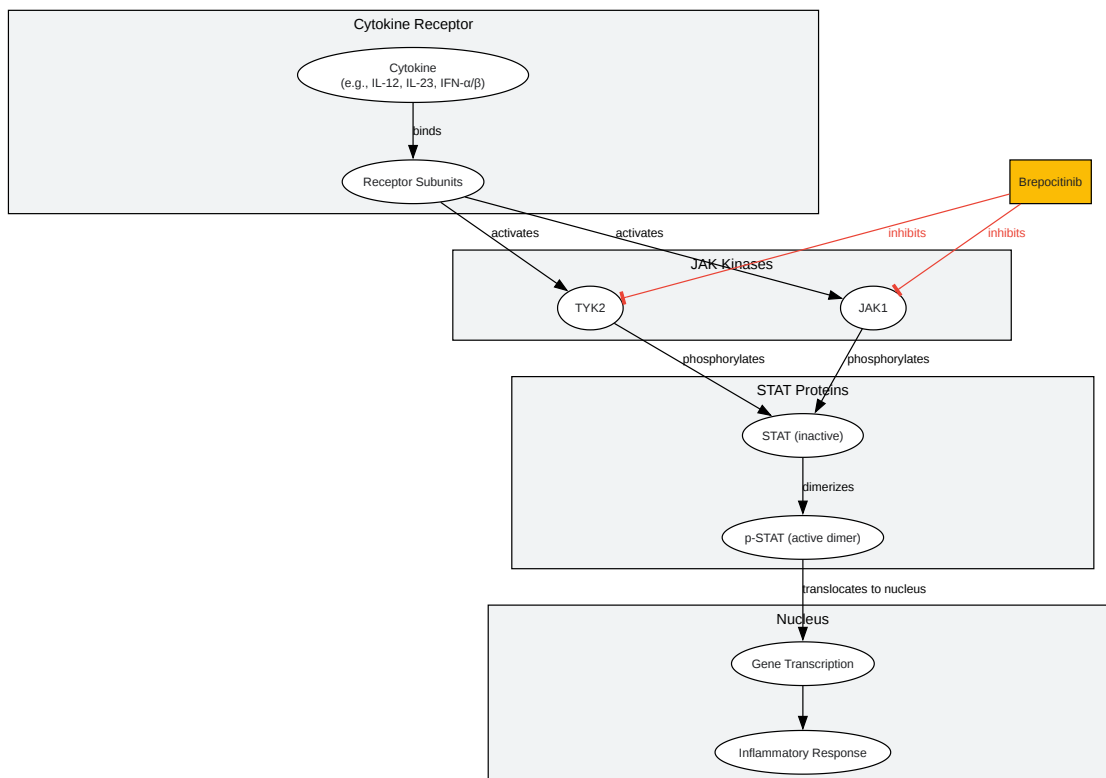 Cytokine Receptor
Cytokine
(e.g., IL-12, IL-23, IFN-α/β)
binds
Receptor Subunits
Brepocitinib
activates
activates
inhibits
inhibits
JAK Kinases
TYK2
JAK1
phosphorylates
phosphorylates
STAT Proteins
STAT (inactive)
dimerizes
p-STAT (active dimer)
translocates to nucleus
Nucleus
Gene Transcription
Inflammatory Response